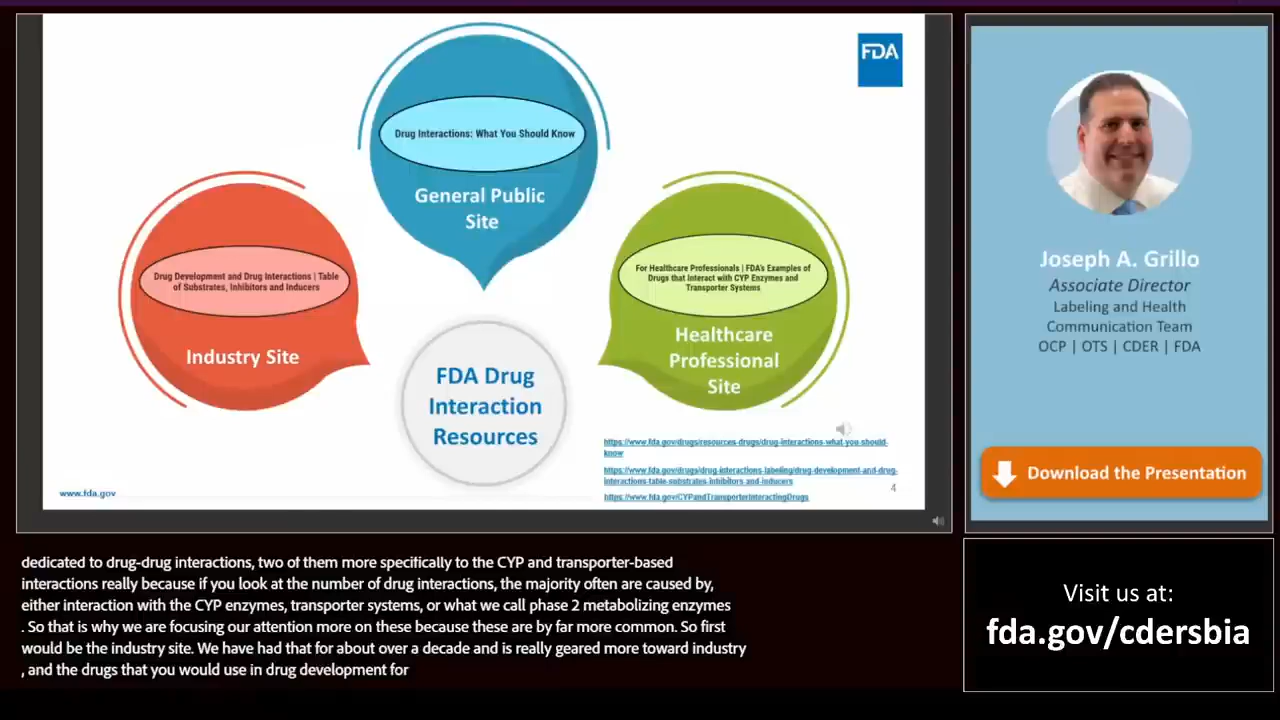 FDA
Drug Interactions: What You Should Know
General Public
Site
Drug Development and Drug Interactions | Table
of Substrates, Inhibitors and Inducers
Industry Site
For Healthcare Professionals | FDA's Examples of
Drugs that Interact with CYP Enzymes and
Transporter Systems
Healthcare
Professional
Site
FDA Drug
Interaction
Resources
https://www.fda.gov/drugs/resources-drugs/drug-interactions-what-you-should-
know
https://www.fda.gov/drugs/drug-interactions-labeling/drug-development-and-drug-
interactions-table-substrates-inhibitors-and-inducers
https://www.fda.gov/CYPandTransporterInteractingDrugs
www.fda.gov
4
Joseph A. Grillo
Associate Director
Labeling and Health
Communication Team
OCP | OTS | CDER | FDA
Download the Presentation
dedicated to drug-drug interactions, two of them more specifically to the CYP and transporter-based
interactions really because if you look at the number of drug interactions, the majority often are caused by,
either interaction with the CYP enzymes, transporter systems, or what we call phase 2 metabolizing enzymes
. So that is why we are focusing our attention more on these because these are by far more common. So first
would be the industry site. We have had that for about over a decade and is really geared more toward industry
, and the drugs that you would use in drug development for
Visit us at:
fda.gov/cdersbia